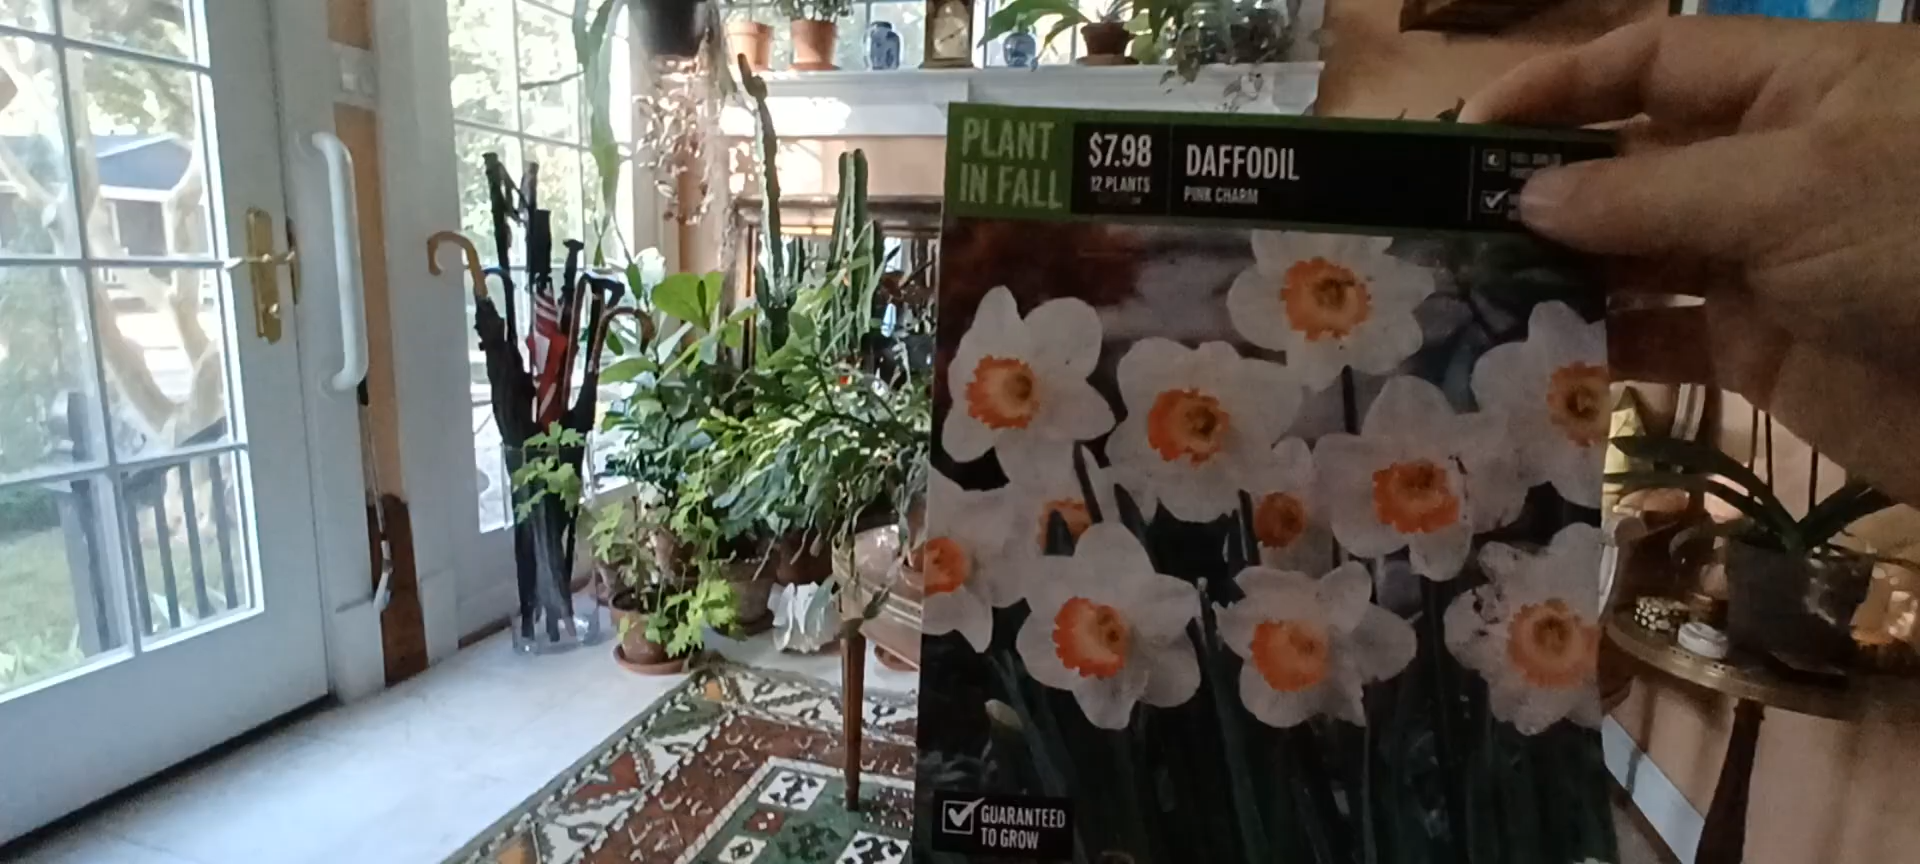 PLANT
IN FALL
$7.98
12 PLANTS
DAFFODIL
PINK CHARM
GUARANTEED
TO GROW